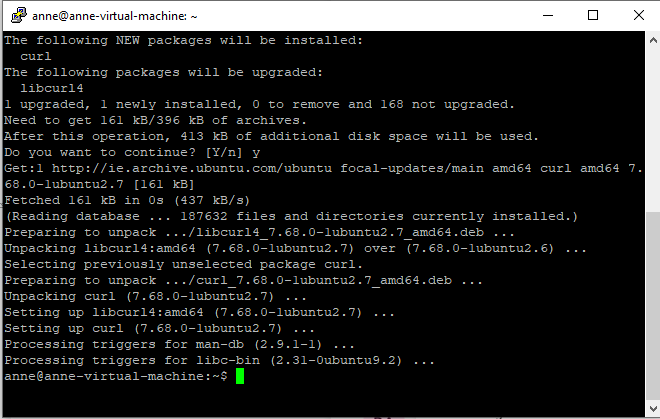 anne@anne-virtual-machine: ~
The following NEW packages will be installed:
  curl
The following packages will be upgraded:
  libcurl4
1 upgraded, 1 newly installed, 0 to remove and 168 not upgraded.
Need to get 161 kB/396 kB of archives.
After this operation, 413 kB of additional disk space will be used.
Do you want to continue? [Y/n] y
Get:1 http://ie.archive.ubuntu.com/ubuntu focal-updates/main amd64 curl amd64 7.
68.0-1ubuntu2.7 [161 kB]
Fetched 161 kB in 0s (437 kB/s)
(Reading database ... 187632 files and directories currently installed.)
Preparing to unpack .../libcurl4_7.68.0-1ubuntu2.7_amd64.deb ...
Unpacking libcurl4:amd64 (7.68.0-1ubuntu2.7) over (7.68.0-1ubuntu2.6) ...
Selecting previously unselected package curl.
Preparing to unpack .../curl_7.68.0-1ubuntu2.7_amd64.deb ...
Unpacking curl (7.68.0-1ubuntu2.7) ...
Setting up libcurl4:amd64 (7.68.0-1ubuntu2.7) ...
Setting up curl (7.68.0-1ubuntu2.7) ...
Processing triggers for man-db (2.9.1-1) ...
Processing triggers for libc-bin (2.31-0ubuntu9.2) ...
anne@anne-virtual-machine:~$